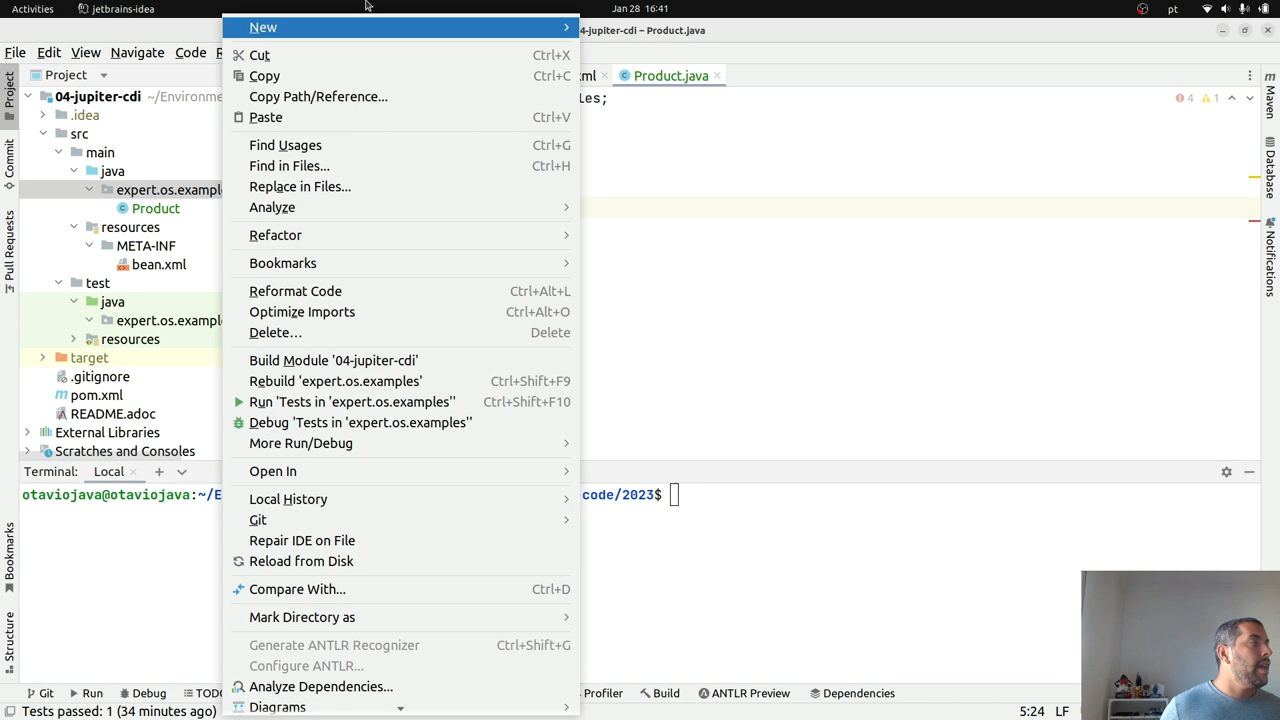 Activities
jetbrains-idea
Jan 28 16:41
pt
04-jupiter-cdi – Product.java
File Edit View Navigate Code
Project
Product.java
04-jupiter-cdi
.idea
src
main
java
expert.os.example
Product
resources
META-INF
bean.xml
test
java
expert.os.example
resources
target
.gitignore
pom.xml
README.adoc
External Libraries
Scratches and Consoles
New
Cut Ctrl+X
Copy Ctrl+C
Copy Path/Reference...
Paste Ctrl+V
Find Usages Ctrl+G
Find in Files... Ctrl+H
Replace in Files...
Analyze
Refactor
Bookmarks
Reformat Code Ctrl+Alt+L
Optimize Imports Ctrl+Alt+O
Delete... Delete
Build Module '04-jupiter-cdi'
Rebuild 'expert.os.examples' Ctrl+Shift+F9
Run 'Tests in 'expert.os.examples'' Ctrl+Shift+F10
Debug 'Tests in 'expert.os.examples''
More Run/Debug
Open In
Local History
Git
Repair IDE on File
Reload from Disk
Compare With... Ctrl+D
Mark Directory as
Generate ANTLR Recognizer Ctrl+Shift+G
Configure ANTLR...
Analyze Dependencies...
Diagrams
les;
4 1
Project
Commit
Pull Requests
Bookmarks
Structure
Maven
Database
Notifications
Terminal: Local
otaviojava@otaviojava:~/E
code/2023$
Git Run Debug TODO Profiler Build ANTLR Preview Dependencies
Tests passed: 1 (34 minutes ago)
5:24 LF